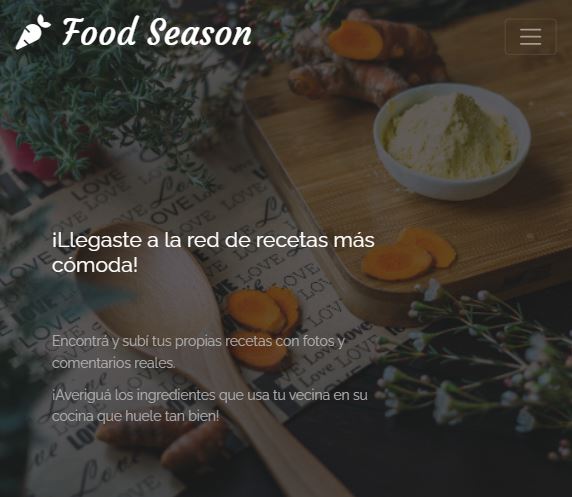 Food Season
¡Llegaste a la red de recetas más
cómoda!
Encontrá y subí tus propias recetas con fotos y
comentarios reales.
¡Averiguá los ingredientes que usa tu vecina en su
cocina que huele tan bien!